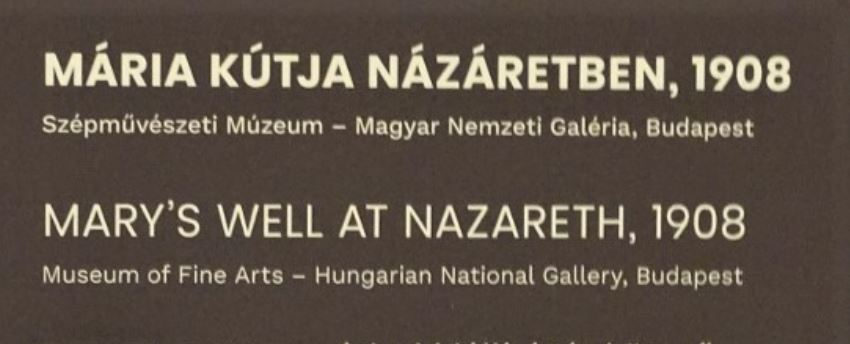 MÁRIA KÚTJA NÁZÁRETBEN, 1908
Szépművészeti Múzeum – Magyar Nemzeti Galéria, Budapest
MARY'S WELL AT NAZARETH, 1908
Museum of Fine Arts – Hungarian National Gallery, Budapest